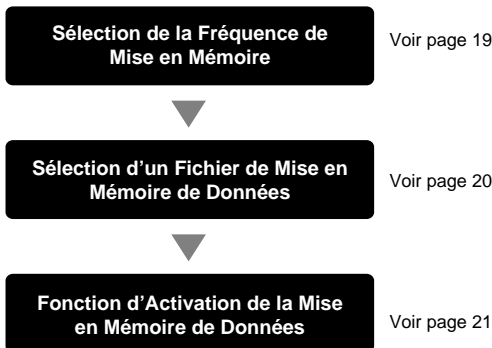 Sélection de la Fréquence de
Mise en Mémoire
Voir page 19
Sélection d'un Fichier de Mise en
Mémoire de Données
Voir page 20
Fonction d'Activation de la Mise
en Mémoire de Données
Voir page 21